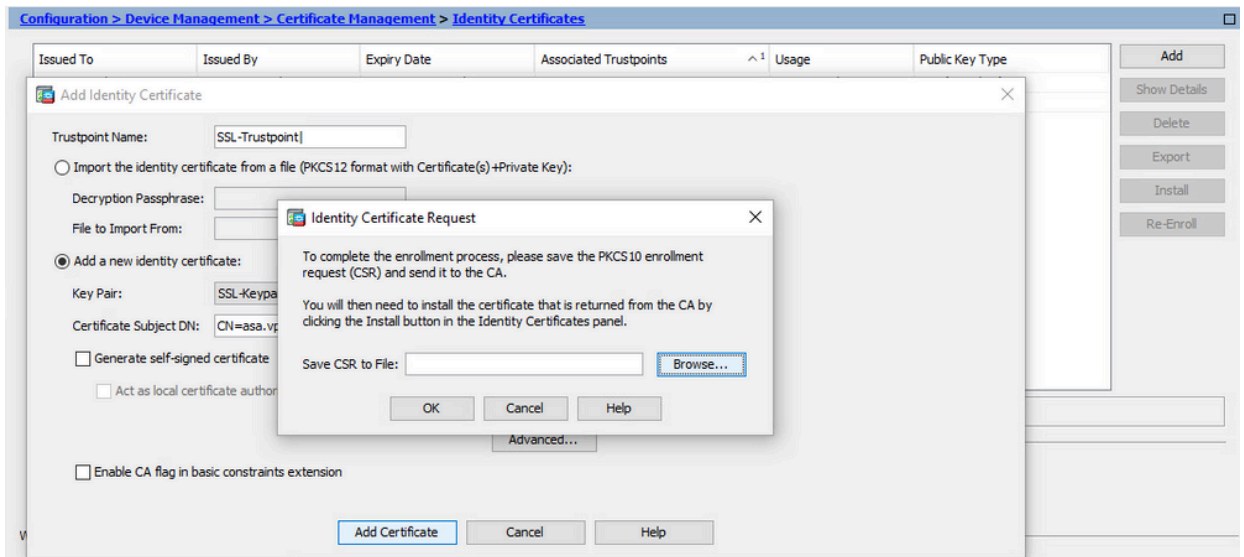 Configuration > Device Management > Certificate Management > Identity Certificates
Issued To Issued By Expiry Date Associated Trustpoints 1 Usage Public Key Type
Add
Show Details
Delete
Export
Install
Re-Enroll
Add Identity Certificate
Trustpoint Name: SSL-Trustpoint
Import the identity certificate from a file (PKCS12 format with Certificate(s)+Private Key):
Decryption Passphrase:
File to Import From:
Add a new identity certificate:
Key Pair: SSL-Keypa
Certificate Subject DN: CN=asa.vp
Generate self-signed certificate
Act as local certificate author
Advanced...
Enable CA flag in basic constraints extension
Add Certificate Cancel Help
Identity Certificate Request
To complete the enrollment process, please save the PKCS10 enrollment
request (CSR) and send it to the CA.
You will then need to install the certificate that is returned from the CA by
clicking the Install button in the Identity Certificates panel.
Save CSR to File: Browse...
OK Cancel Help